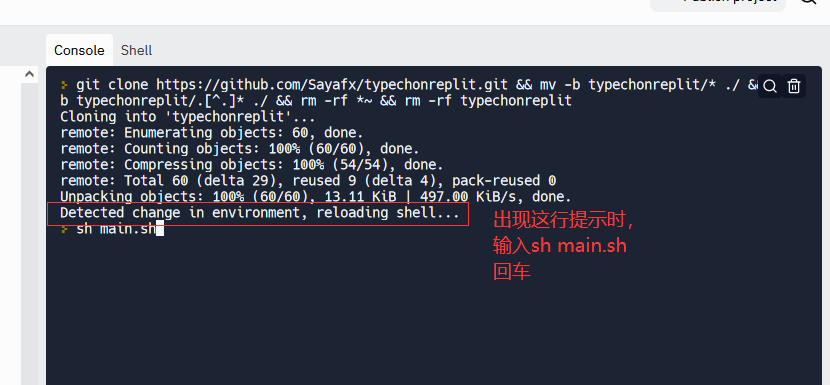 Publish project
Console Shell
git clone https://github.com/Sayafx/typechonreplit.git && mv -b typechonreplit/* ./ &&
b typechonreplit/.[^.]* ./ && rm -rf *~ && rm -rf typechonreplit
Cloning into 'typechonreplit'...
remote: Enumerating objects: 60, done.
remote: Counting objects: 100% (60/60), done.
remote: Compressing objects: 100% (54/54), done.
remote: Total 60 (delta 29), reused 9 (delta 4), pack-reused 0
Unpacking objects: 100% (60/60), 13.11 KiB | 497.00 KiB/s, done.
Detected change in environment, reloading shell...
sh main.sh
出现这行提示时，
输入sh main.sh
回车